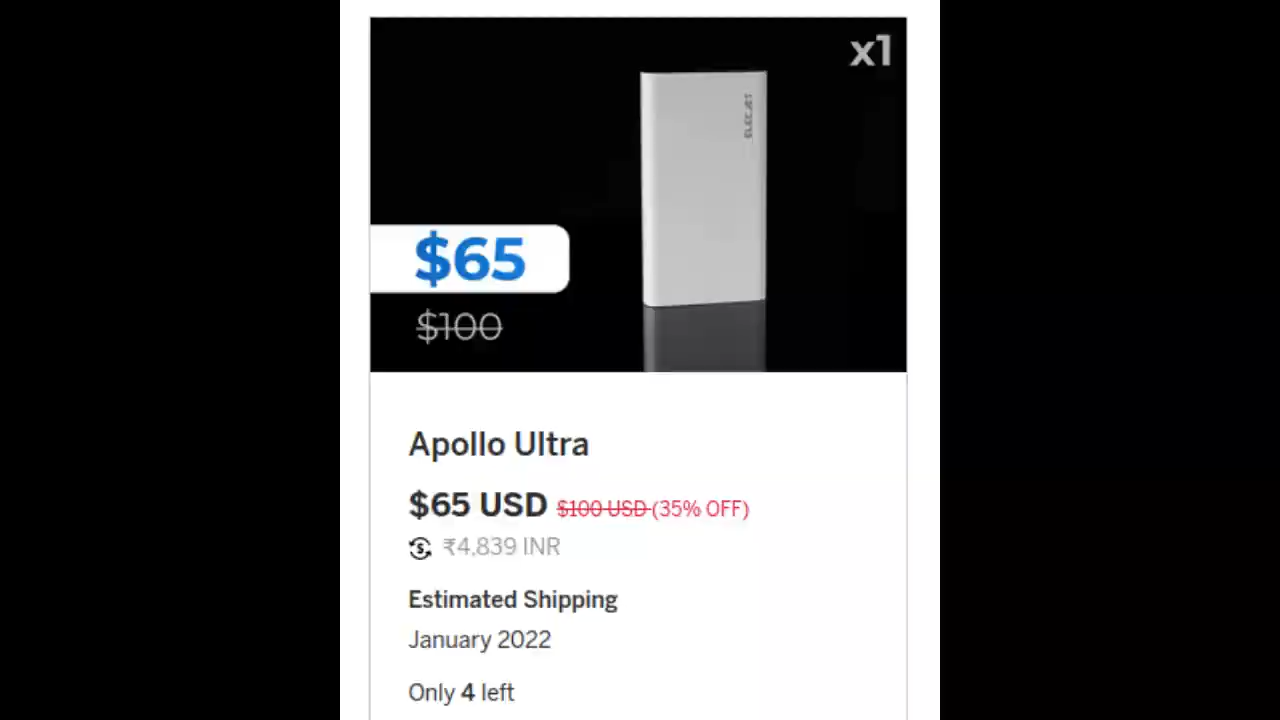 x1
ELECJET
$65
$100
Apollo Ultra
$65 USD $100 USD (35% OFF)
₹4,839 INR
Estimated Shipping
January 2022
Only 4 left